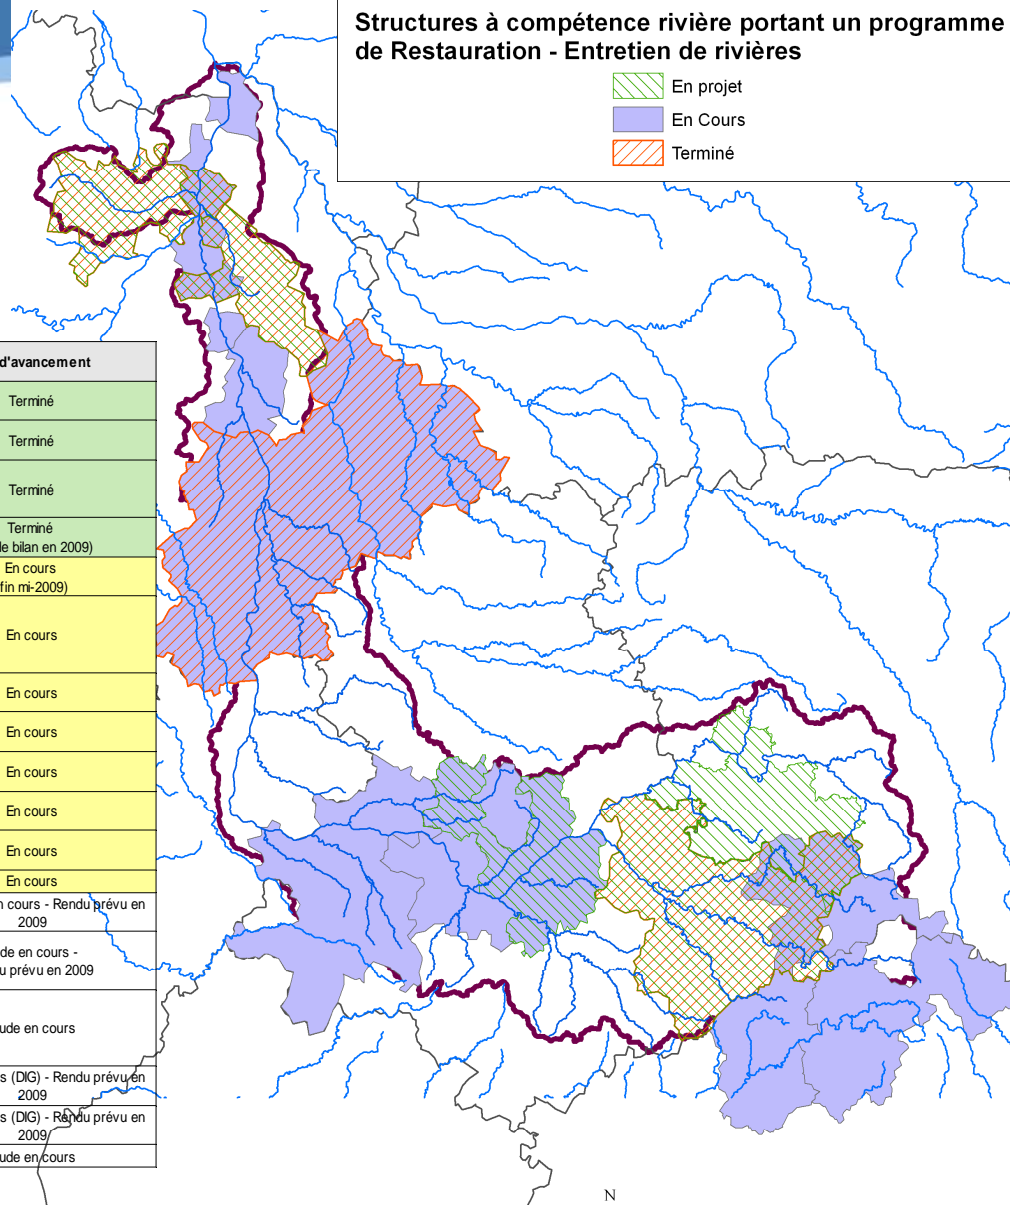 Structures à compétence rivière portant un programme
de Restauration - Entretien de rivières
En projet
En Cours
Terminé
d'avancement
Terminé
Terminé
Terminé
Terminé
le bilan en 2009)
En cours
fin mi-2009)
En cours
En cours
En cours
En cours
En cours
En cours
En cours
n cours - Rendu prévu en
2009
de en cours -
u prévu en 2009
ude en cours
s (DIG) - Rendu prévu en
2009
s (DIG) - Rendu prévu en
2009
ude en cours
N